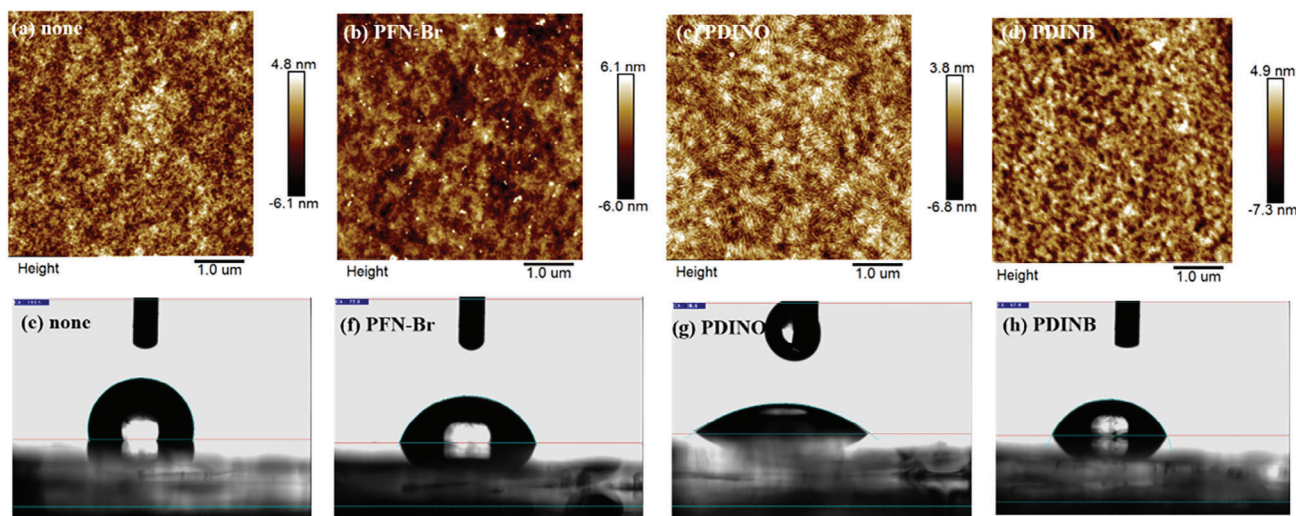 (a) none
4.8 nm
-6.1 nm
Height
1.0 um
(b) PFN-Br
6.1 nm
-6.0 nm
Height
1.0 um
(c) PDINO
3.8 nm
-6.8 nm
Height
1.0 um
(d) PDINB
4.9 nm
-7.3 nm
Height
1.0 um
(e) none
(f) PFN-Br
(g) PDINO
(h) PDINB